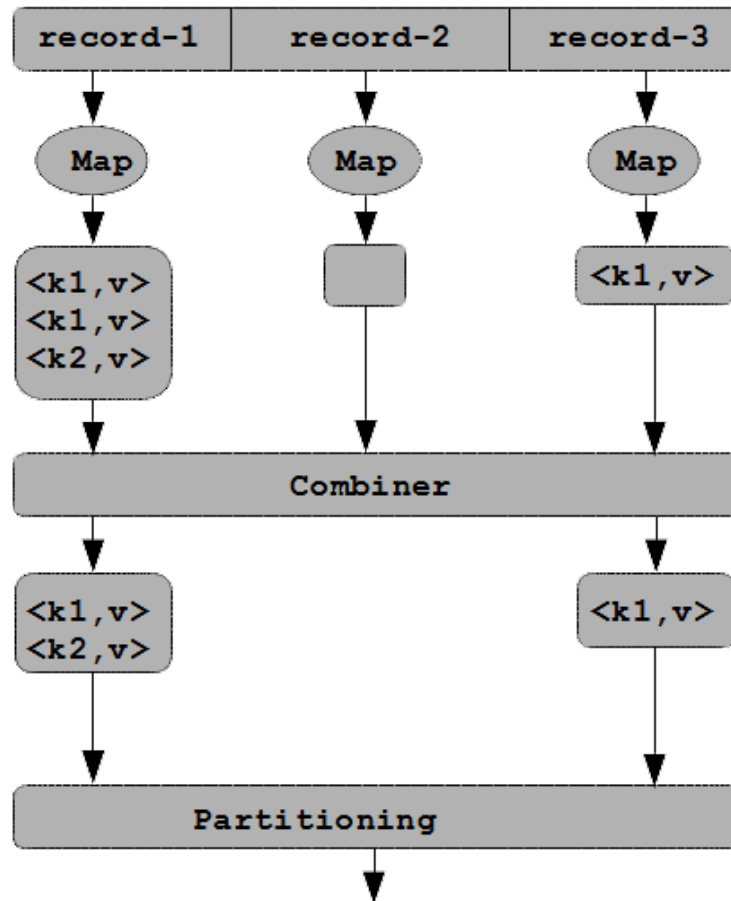 record-1 record-2 record-3
Map Map Map
<k1,v> <k1,v>
<k1,v>
<k2,v>
Combiner
<k1,v> <k1,v>
<k2,v>
Partitioning